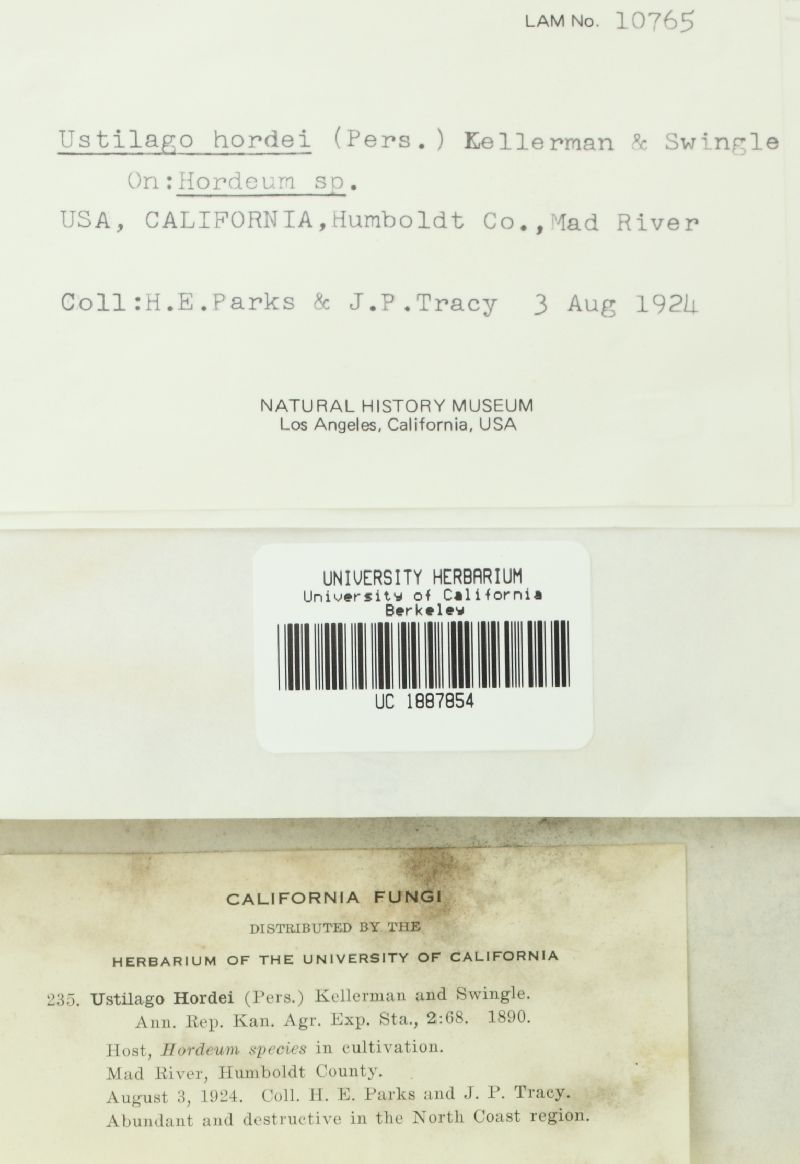 LAM No. 10765
Ustilago hordei (Pers.) Kellerman & Swingle
On:Hordeum sp.
USA, CALIFORNIA,Humboldt Co.,Mad River
Coll:H.E.Parks & J.P.Tracy 3 Aug 1924
NATURAL HISTORY MUSEUM
Los Angeles, California, USA
UNIVERSITY HERBARIUM
University of California
Berkeley
UC 1887854
CALIFORNIA FUNGI
DISTRIBUTED BY THE
HERBARIUM OF THE UNIVERSITY OF CALIFORNIA
235. Ustilago Hordei (Pers.) Kellerman and Swingle.
Ann. Rep. Kan. Agr. Exp. Sta., 2:68. 1890.
Host, Hordeum species in cultivation.
Mad River, Humboldt County.
August 3, 1924. Coll. H. E. Parks and J. P. Tracy.
Abundant and destructive in the North Coast region.